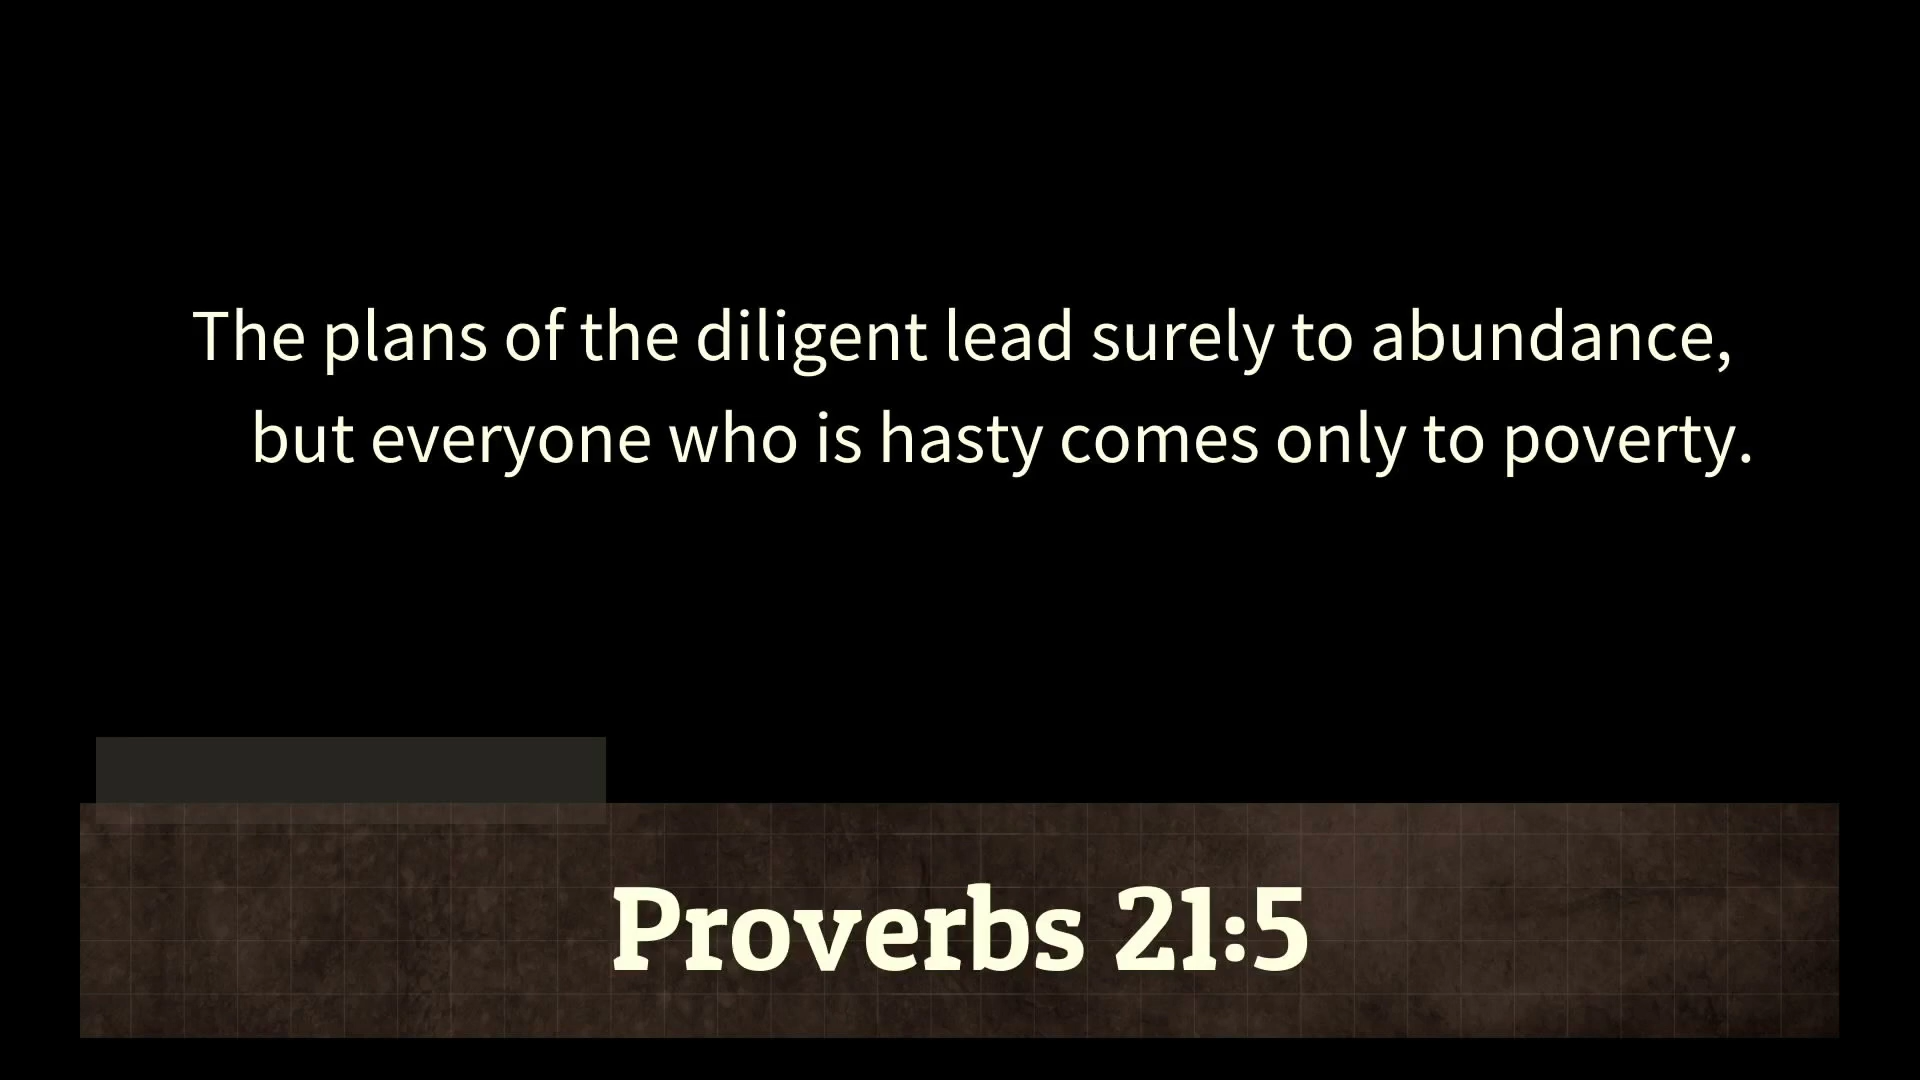 The plans of the diligent lead surely to abundance,
but everyone who is hasty comes only to poverty.
Proverbs 21:5